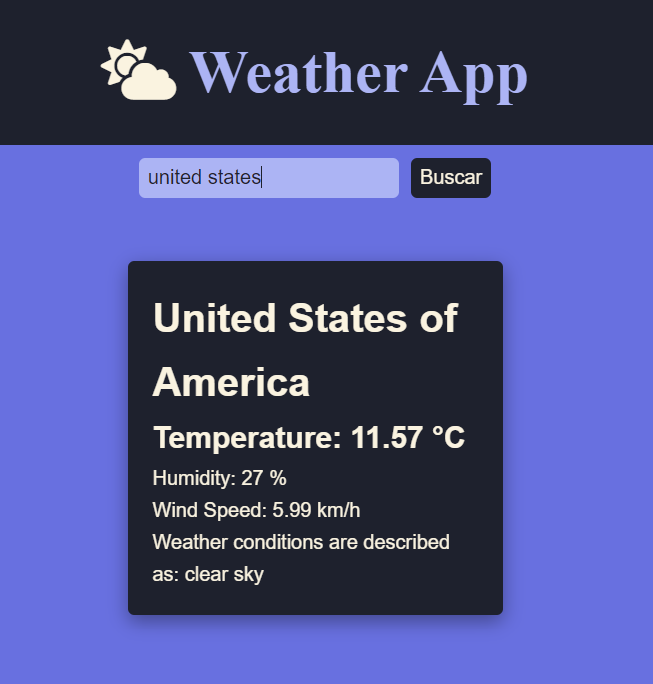 Weather App
united states
Buscar
United States of
America
Temperature: 11.57 °C
Humidity: 27 %
Wind Speed: 5.99 km/h
Weather conditions are described
as: clear sky